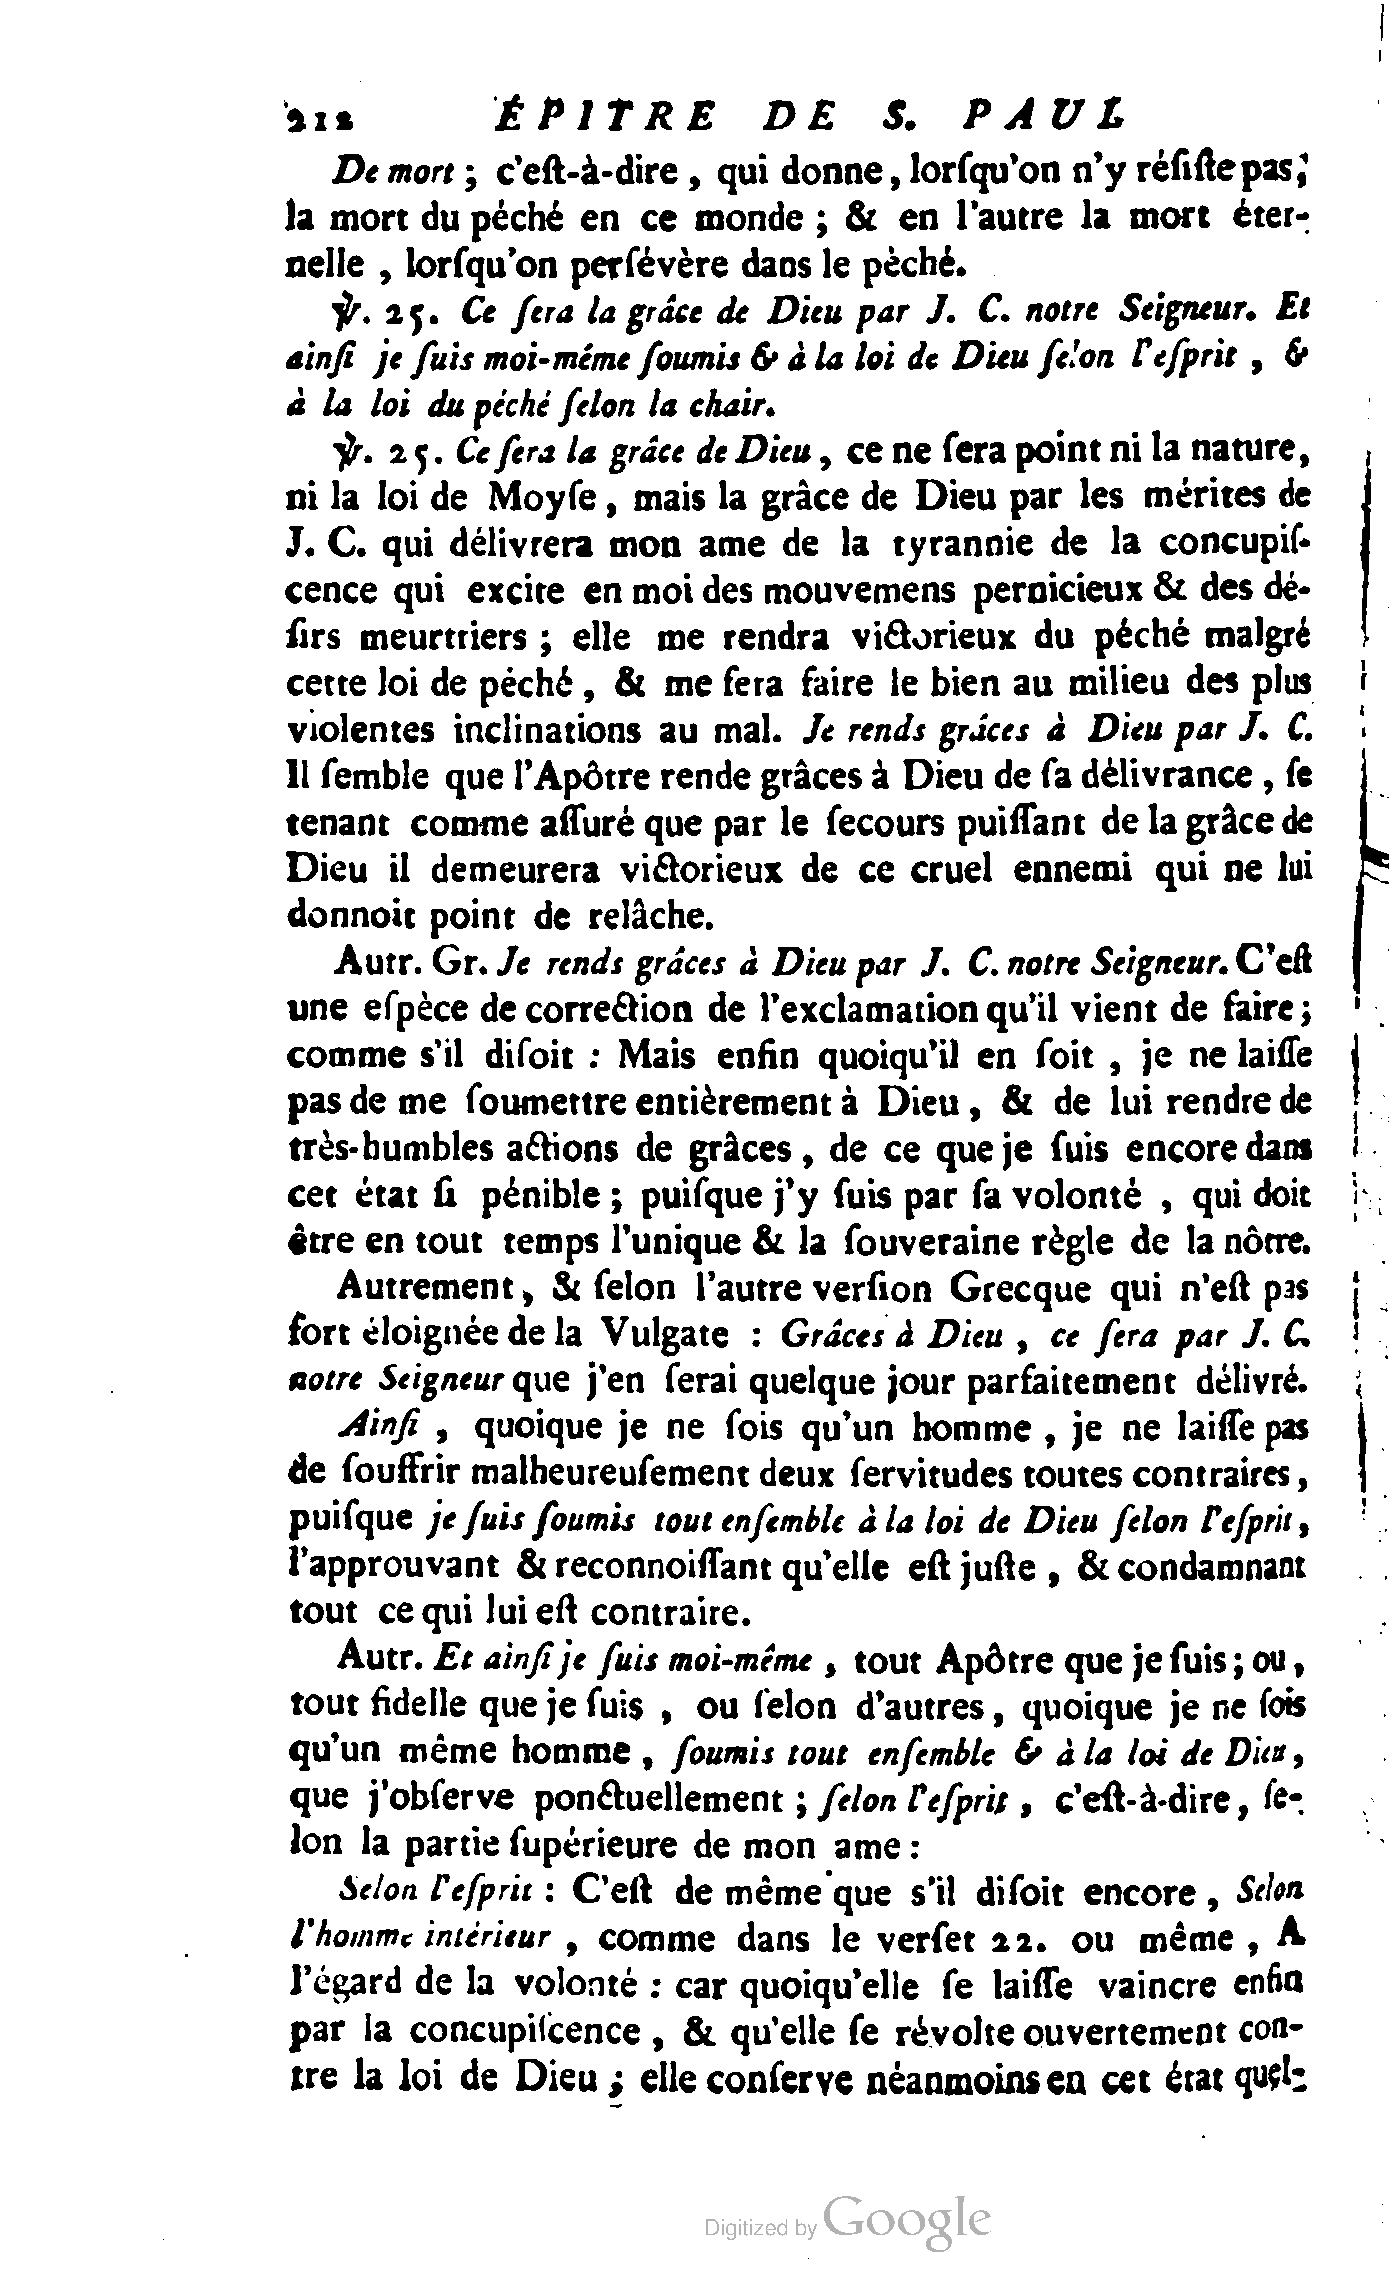 212 ÉPITRE DE S. PAUL
De mort ; c'eſt-à-dire , qui donne , lorſqu'on n'y réſiſte pas ;
la mort du péché en ce monde ; & en l'autre la mort éter-
nelle , lorſqu'on perſévère dans le pèché.
℣. 25. Ce ſera la grâce de Dieu par J. C. notre Seigneur. Et
ainſi je ſuis moi-même ſoumis & à la loi de Dieu ſelon l'eſprit , &
à la loi du péché ſelon la chair.
℣. 25. Ce ſera la grâce de Dieu , ce ne ſera point ni la nature,
ni la loi de Moyſe , mais la grâce de Dieu par les mérites de
J. C. qui délivrera mon ame de la tyrannie de la concupiſ-
cence qui excite en moi des mouvemens pernicieux & des dé-
ſirs meurtriers ; elle me rendra victorieux du péché malgré
cette loi de péché , & me fera faire le bien au milieu des plus
violentes inclinations au mal. Je rends grâces à Dieu par J. C.
Il ſemble que l'Apôtre rende grâces à Dieu de ſa délivrance , ſe
tenant comme aſſuré que par le ſecours puiſſant de la grâce de
Dieu il demeurera victorieux de ce cruel ennemi qui ne lui
donnoit point de relâche.
Autr. Gr. Je rends grâces à Dieu par J. C. notre Seigneur. C'eſt
une eſpèce de correction de l'exclamation qu'il vient de faire ;
comme s'il diſoit : Mais enfin quoiqu'il en ſoit , je ne laiſſe
pas de me ſoumettre entièrement à Dieu , & de lui rendre de
très-humbles actions de grâces , de ce que je ſuis encore dans
cet état ſi pénible ; puiſque j'y ſuis par ſa volonté , qui doit
être en tout temps l'unique & la ſouveraine règle de la nôtre.
Autrement , & ſelon l'autre verſion Grecque qui n'eſt pas
fort éloignée de la Vulgate : Grâces à Dieu , ce ſera par J. C.
notre Seigneur que j'en ſerai quelque jour parfaitement délivré.
Ainſi , quoique je ne ſois qu'un homme , je ne laiſſe pas
de ſouffrir malheureuſement deux ſervitudes toutes contraires ,
puiſque je ſuis ſoumis tout enſemble à la loi de Dieu ſelon l'eſprit ,
l'approuvant & reconnoiſſant qu'elle eſt juſte , & condamnant
tout ce qui lui eſt contraire.
Autr. Et ainſi je ſuis moi-même , tout Apôtre que je ſuis ; ou ,
tout fidelle que je ſuis , ou ſelon d'autres , quoique je ne ſois
qu'un même homme , ſoumis tout enſemble & à la loi de Dieu ,
que j'obſerve ponctuellement ; ſelon l'eſprit , c'eſt-à-dire , ſe-
lon la partie ſupérieure de mon ame :
Selon l'eſprit : C'eſt de même que s'il diſoit encore , Selon
l'homme intérieur , comme dans le verſet 22. ou même , A
l'égard de la volonté : car quoiqu'elle ſe laiſſe vaincre enfin
par la concupiſcence , & qu'elle ſe révolte ouvertement con-
tre la loi de Dieu ; elle conſerve néanmoins en cet état quel-
Digitized by Google